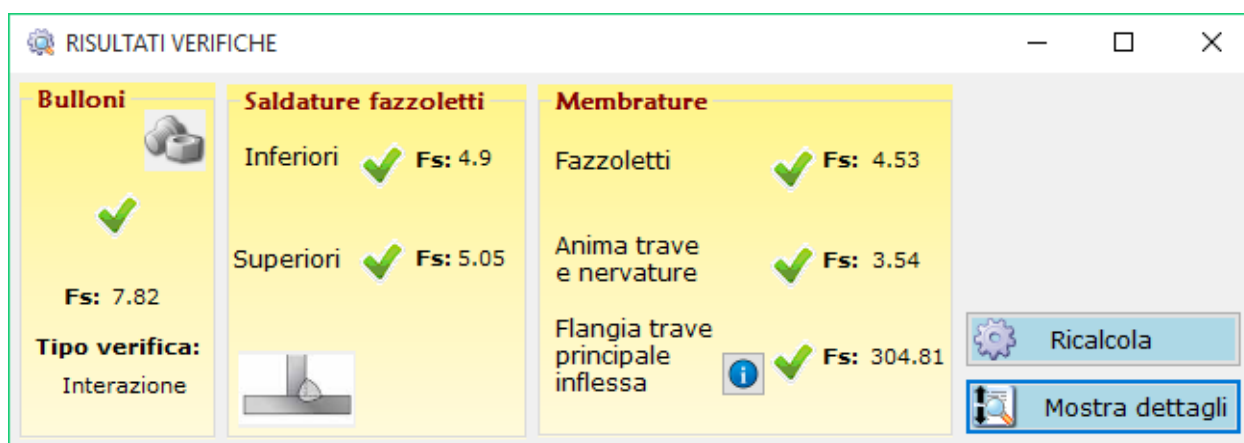 RISULTATI VERIFICHE
Bulloni
Fs: 7.82
Tipo verifica:
Interazione
Saldature fazzoletti
Inferiori Fs: 4.9
Superiori Fs: 5.05
Membrature
Fazzoletti Fs: 4.53
Anima trave
e nervature Fs: 3.54
Flangia trave
principale
inflessa Fs: 304.81
Ricalcola
Mostra dettagli